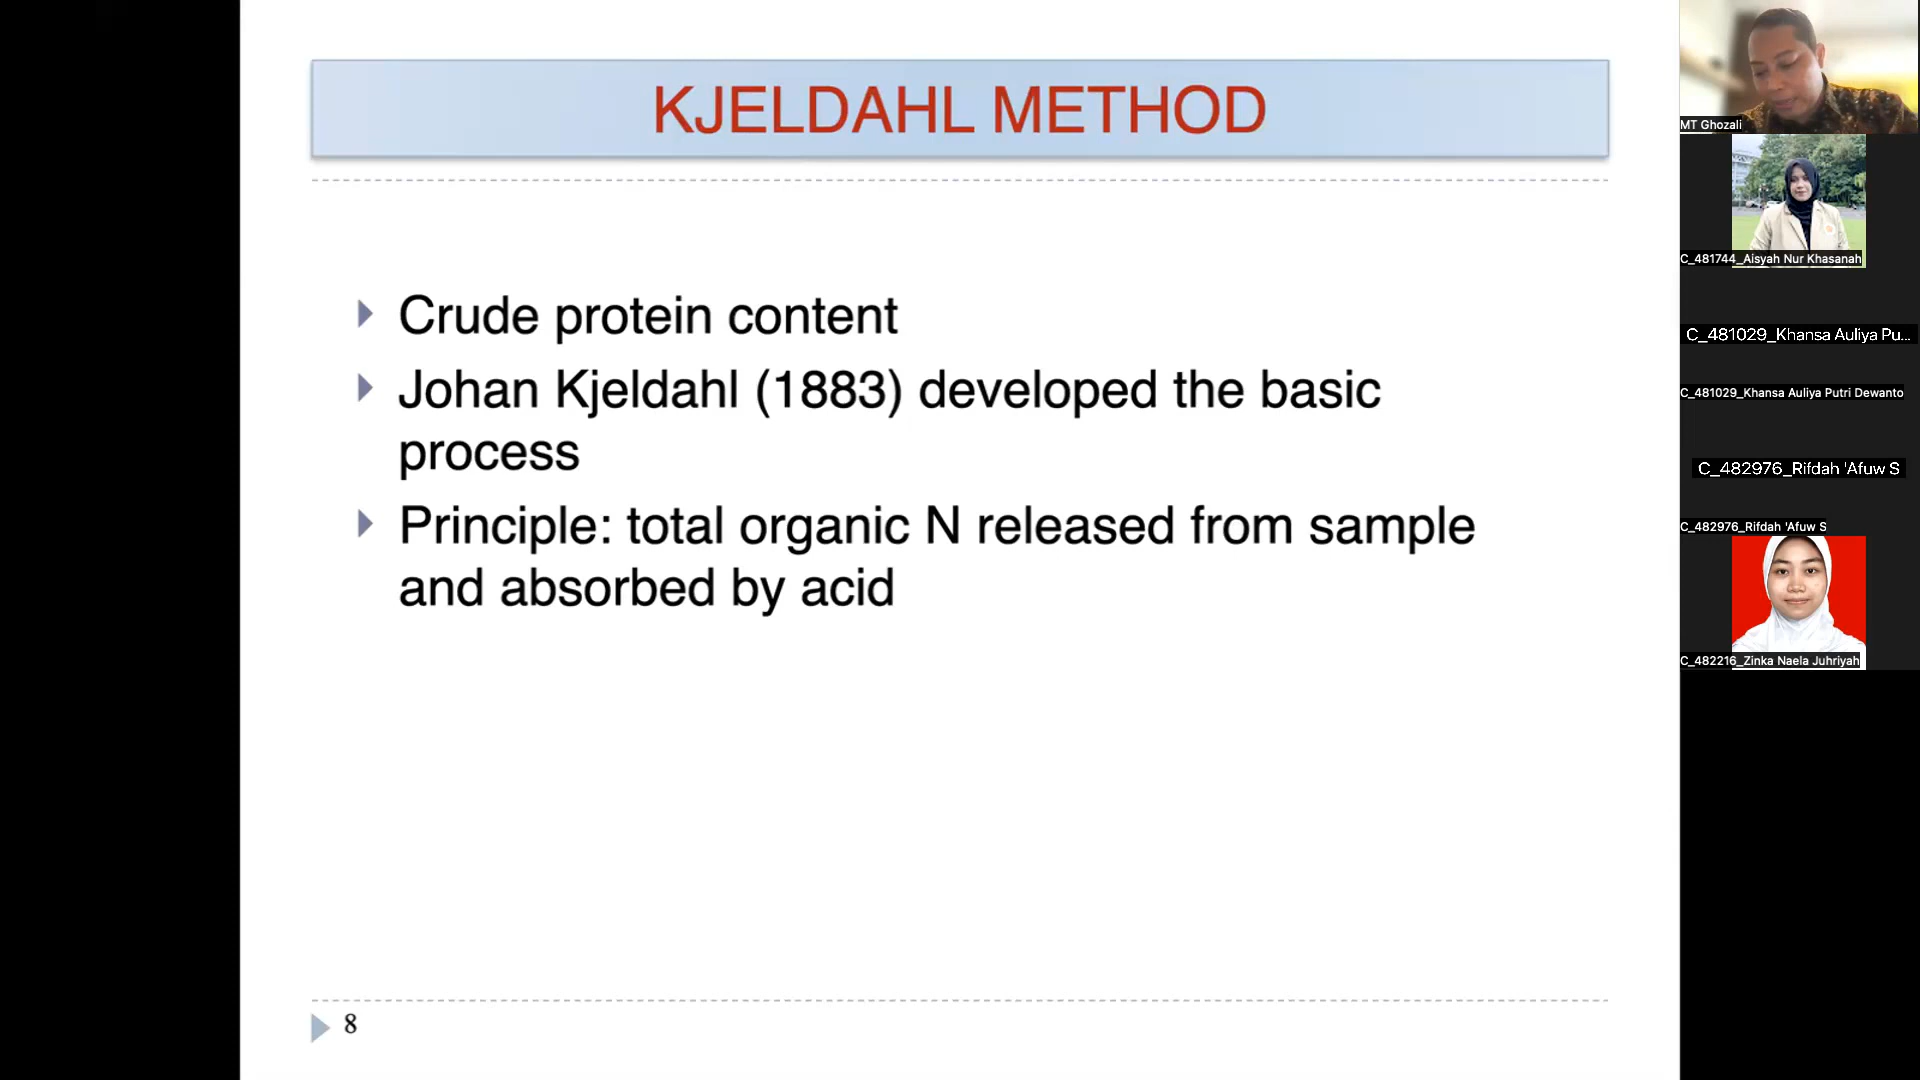 KJELDAHL METHOD
Crude protein content
Johan Kjeldahl (1883) developed the basic
process
Principle: total organic N released from sample
and absorbed by acid
8
MT Ghozali
C_481744_Aisyah Nur Khasanah
C_481029_Khansa Auliya Pu...
C_481029_Khansa Auliya Putri Dewanto
C_482976_Rifdah 'Afuw S
C_482976_Rifdah 'Afuw S
C_482216_Zinka Naela Juhriyah